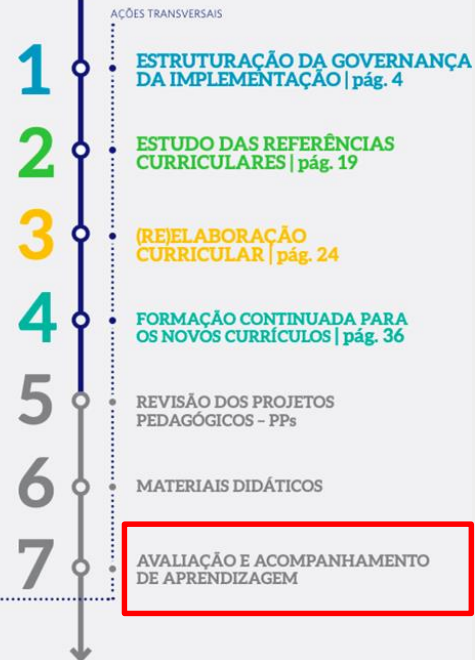 AÇÕES TRANSVERSAIS
1
ESTRUTURAÇÃO DA GOVERNANÇA
DA IMPLEMENTAÇÃO | pág. 4
2
ESTUDO DAS REFERÊNCIAS
CURRICULARES | pág. 19
3
(RE)ELABORAÇÃO
CURRICULAR | pág. 24
4
FORMAÇÃO CONTINUADA PARA
OS NOVOS CURRÍCULOS | pág. 36
5
REVISÃO DOS PROJETOS
PEDAGÓGICOS – PPs
6
MATERIAIS DIDÁTICOS
7
AVALIAÇÃO E ACOMPANHAMENTO
DE APRENDIZAGEM